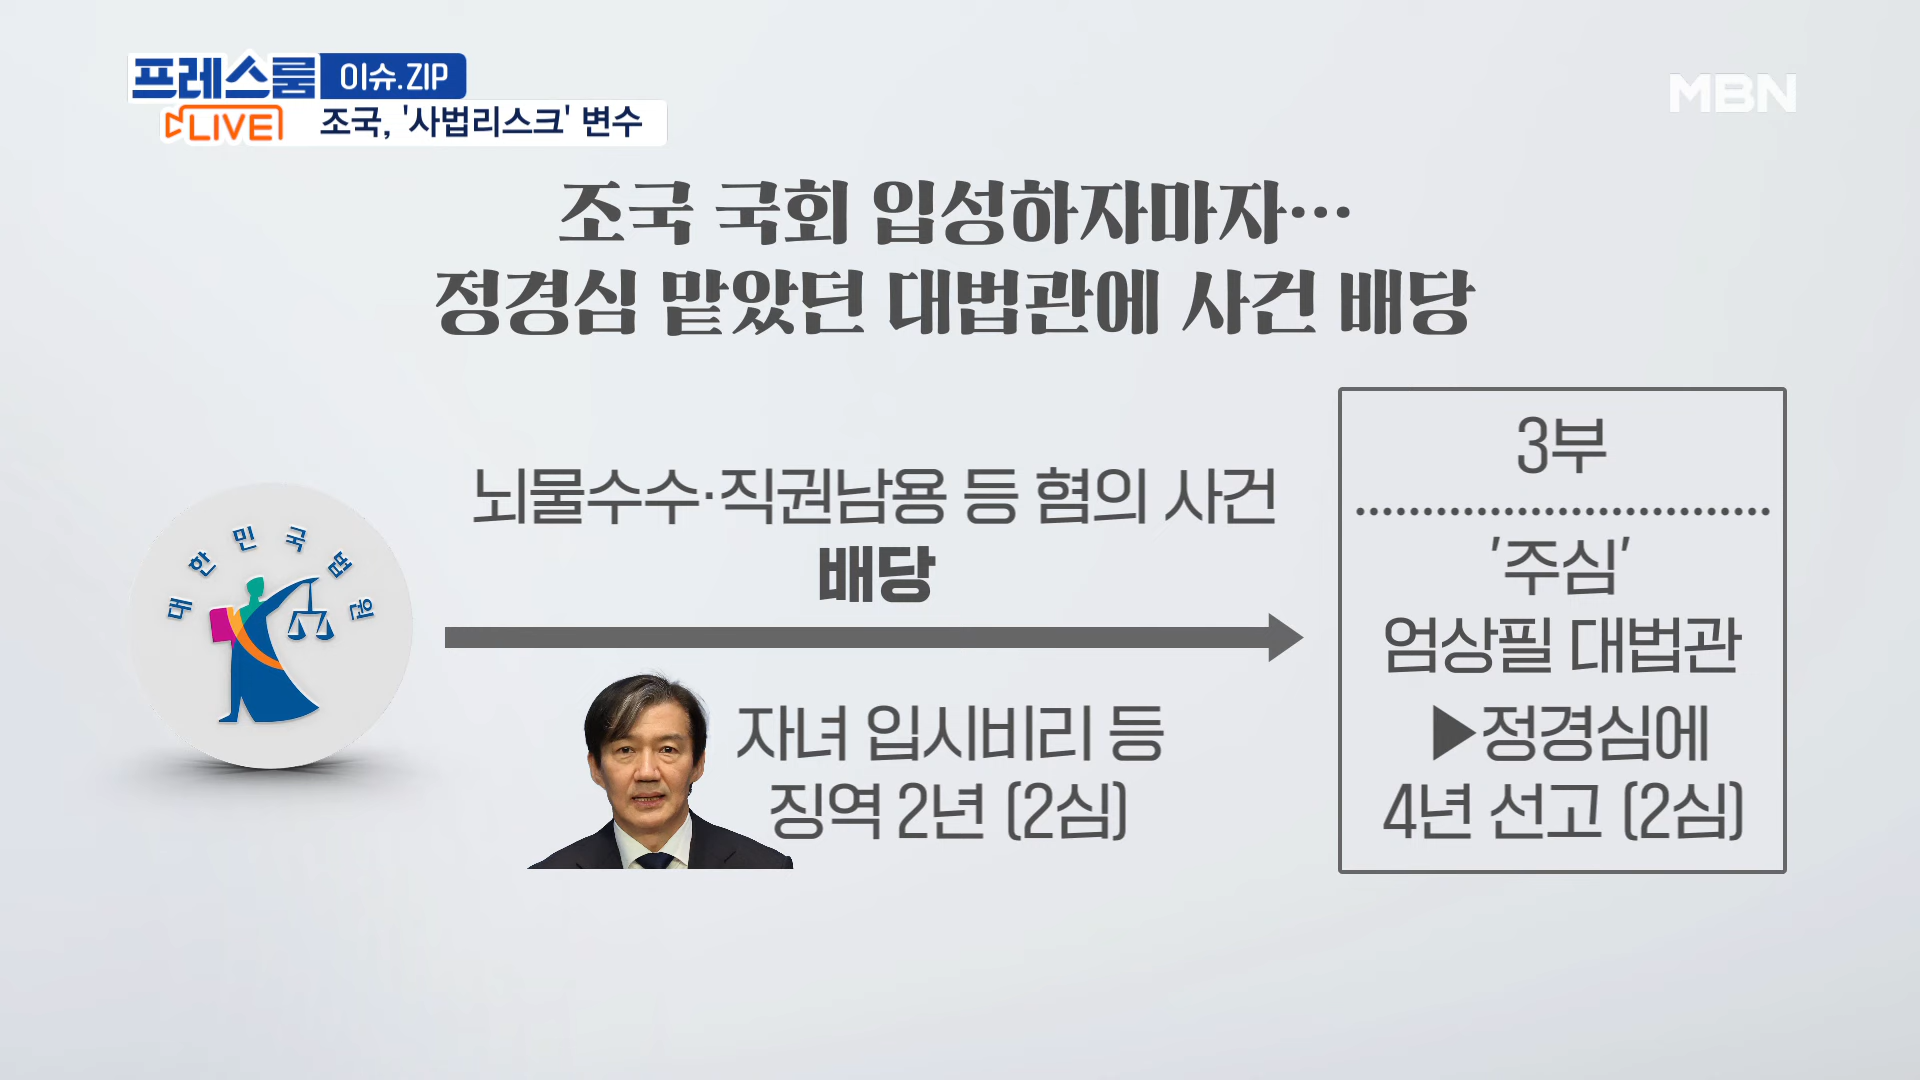 프레스룸 이슈.ZIP
LIVE 조국, '사법리스크' 변수
MBN
조국 국회 입성하자마자…
정경심 맡았던 대법관에 사건 배당
대한민국법원
뇌물수수·직권남용 등 혐의 사건
배당
자녀 입시비리 등
징역 2년 (2심)
3부
'주심'
엄상필 대법관
▶정경심에
4년 선고 (2심)